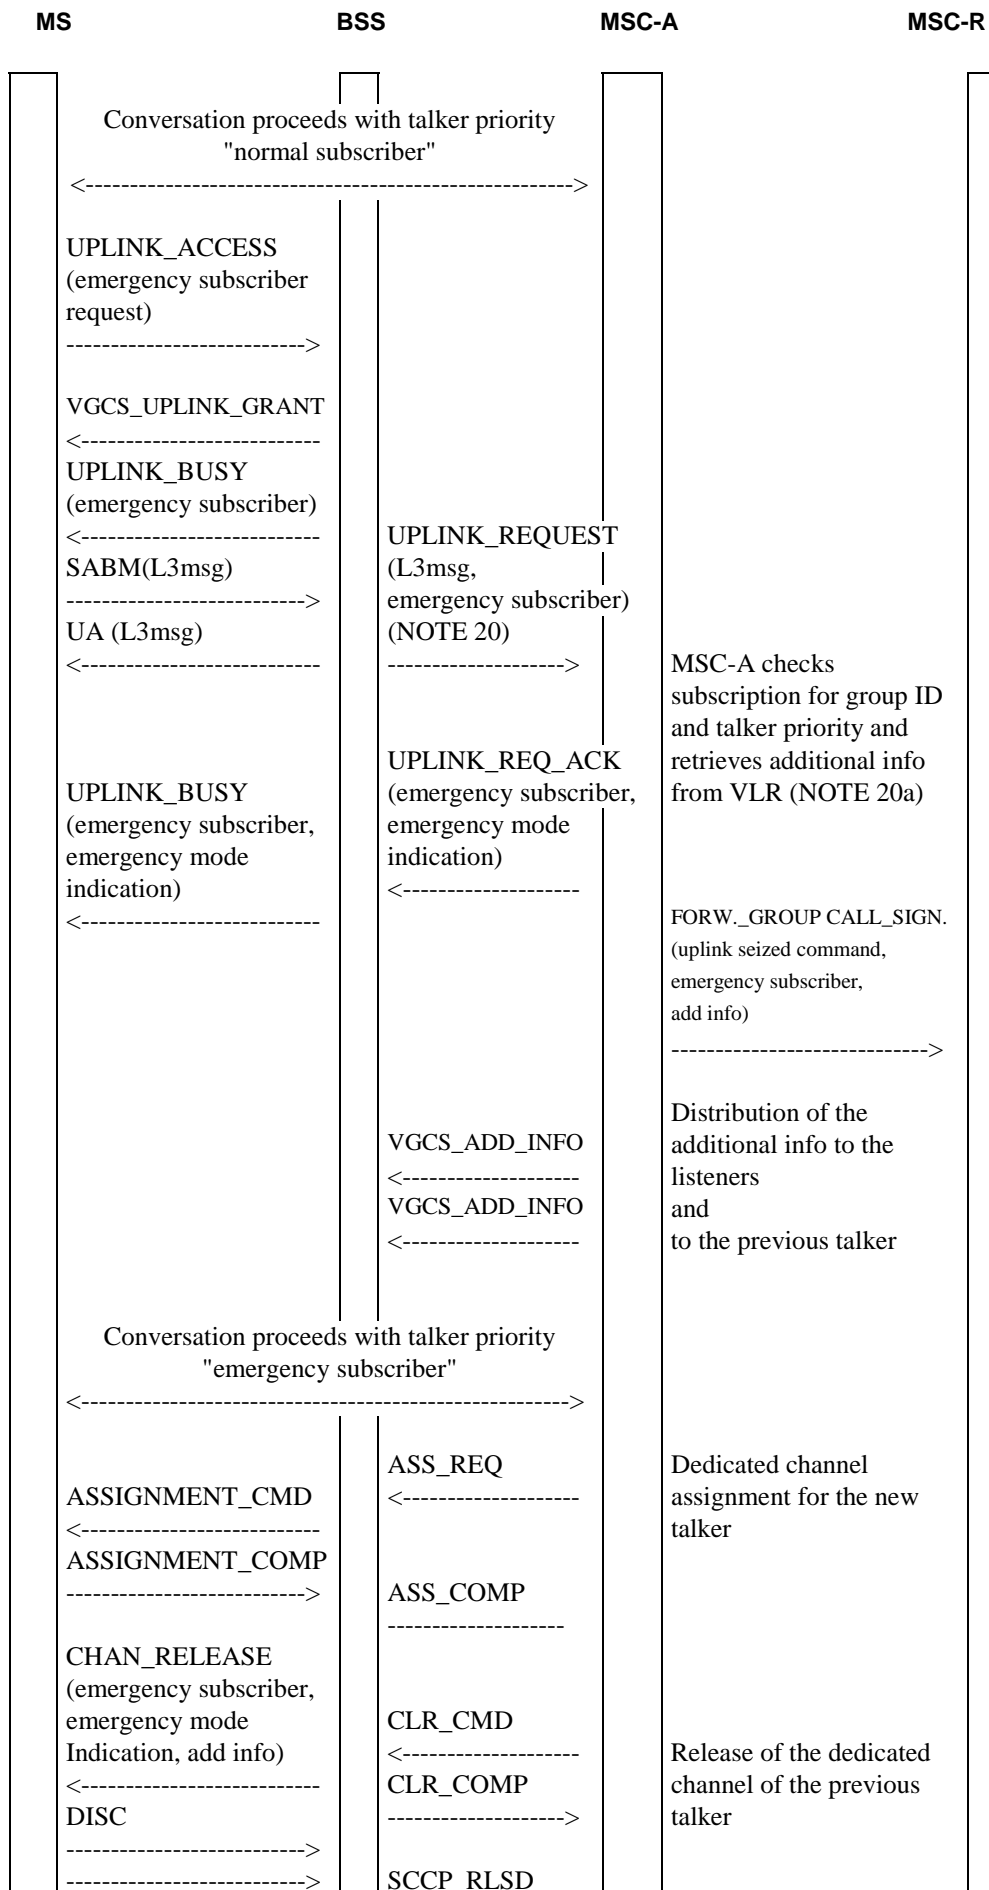 MS BSS MSC-A MSC-R
Conversation proceeds with talker priority
"normal subscriber"
<------------------------------------------------------->
UPLINK_ACCESS
(emergency subscriber
request)
--------------------------->
VGCS_UPLINK_GRANT
<---------------------------
UPLINK_BUSY
(emergency subscriber)
<---------------------------
SABM(L3msg)
--------------------------->
UA (L3msg)
<---------------------------
UPLINK_REQUEST
(L3msg,
emergency subscriber)
(NOTE 20)
-------------------->
MSC-A checks
subscription for group ID
and talker priority and
retrieves additional info
from VLR (NOTE 20a)
UPLINK_REQ_ACK
(emergency subscriber,
emergency mode
indication)
<--------------------
UPLINK_BUSY
(emergency subscriber,
emergency mode
indication)
<---------------------------
FORW._GROUP CALL_SIGN.
(uplink seized command,
emergency subscriber,
add info)
----------------------------->
Distribution of the
additional info to the
listeners
and
to the previous talker
VGCS_ADD_INFO
<--------------------
VGCS_ADD_INFO
<--------------------
Conversation proceeds with talker priority
"emergency subscriber"
<------------------------------------------------------->
ASS_REQ
<--------------------
Dedicated channel
assignment for the new
talker
ASSIGNMENT_CMD
<---------------------------
ASSIGNMENT_COMP
--------------------------->
ASS_COMP
--------------------
CHAN_RELEASE
(emergency subscriber,
emergency mode
Indication, add info)
<---------------------------
DISC
--------------------------->
--------------------------->
CLR_CMD
<--------------------
CLR_COMP
-------------------->
Release of the dedicated
channel of the previous
talker
SCCP_RLSD